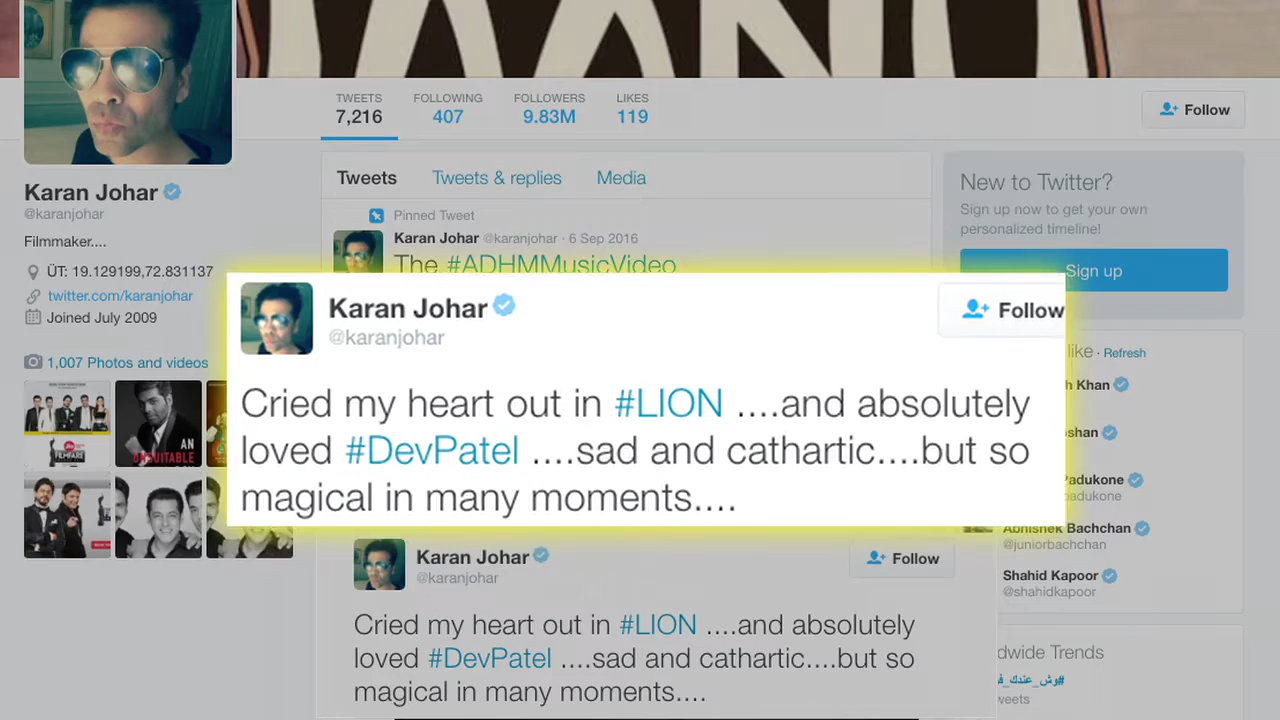 TWEETS
7,216
FOLLOWING
407
FOLLOWERS
9.83M
LIKES
119
Follow
Karan Johar
@karanjohar
Filmmaker....
ÜT: 19.129199,72.831137
twitter.com/karanjohar
Joined July 2009
1,007 Photos and videos
AN
UNSUITABLE
FILMFARE
Tweets
Tweets & replies
Media
Pinned Tweet
Karan Johar @karanjohar · 6 Sep 2016
The #ADHMMusicVideo
New to Twitter?
Sign up now to get your own
personalized timeline!
Sign up
Karan Johar
@karanjohar
Follow
Cried my heart out in #LION ....and absolutely
loved #DevPatel ....sad and cathartic....but so
magical in many moments....
like · Refresh
Khan
Padukone
Abhishek Bachchan
@juniorbachchan
Shahid Kapoor
@shahidkapoor
Karan Johar
@karanjohar
Follow
Cried my heart out in #LION ....and absolutely
loved #DevPatel ....sad and cathartic....but so
magical in many moments....
Trends